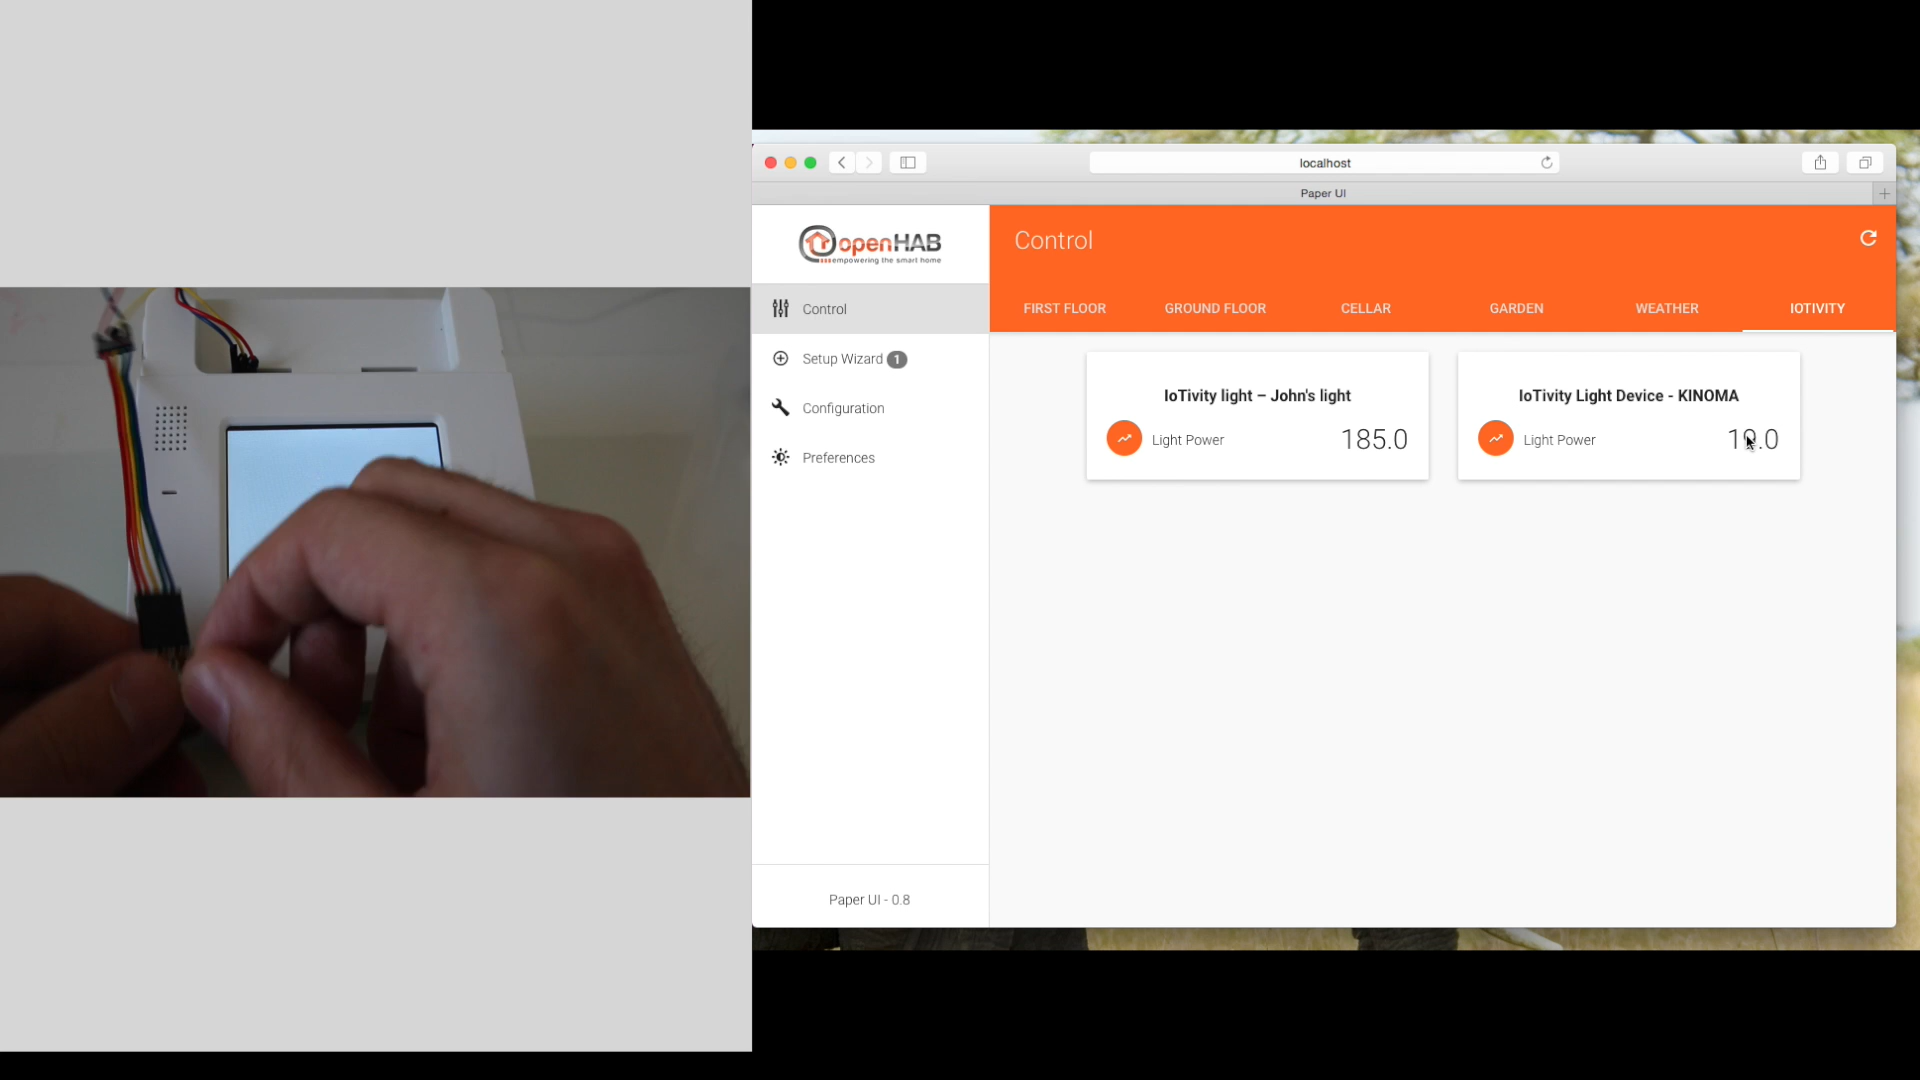 localhost
Paper UI
openHAB
empowering the smart home
Control
Setup Wizard 1
Configuration
Preferences
Paper UI - 0.8
Control
FIRST FLOOR
GROUND FLOOR
CELLAR
GARDEN
WEATHER
IOTIVITY
IoTivity light – John's light
Light Power
185.0
IoTivity Light Device - KINOMA
Light Power